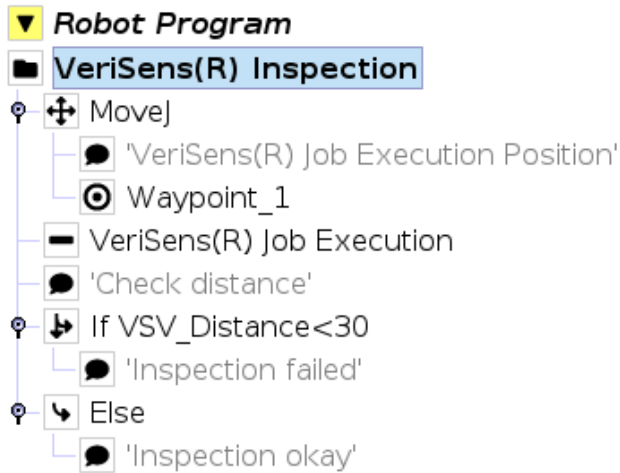 Robot Program
VeriSens(R) Inspection
MoveJ
'VeriSens(R) Job Execution Position'
Waypoint_1
VeriSens(R) Job Execution
'Check distance'
If VSV_Distance<30
'Inspection failed'
Else
'Inspection okay'